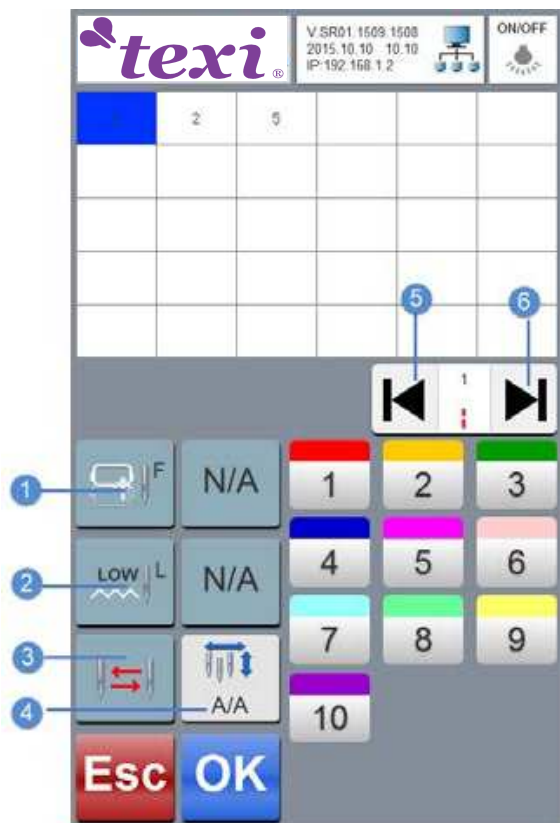 texi®
V.SR01.1509.1508
2015.10.10 10.10
IP:192.168.1.2
ON/OFF
2 5
5 6
1
1 F N/A
1 2 3
2 LOW L N/A
4 5 6
7 8 9
3
4 A/A
10
Esc OK